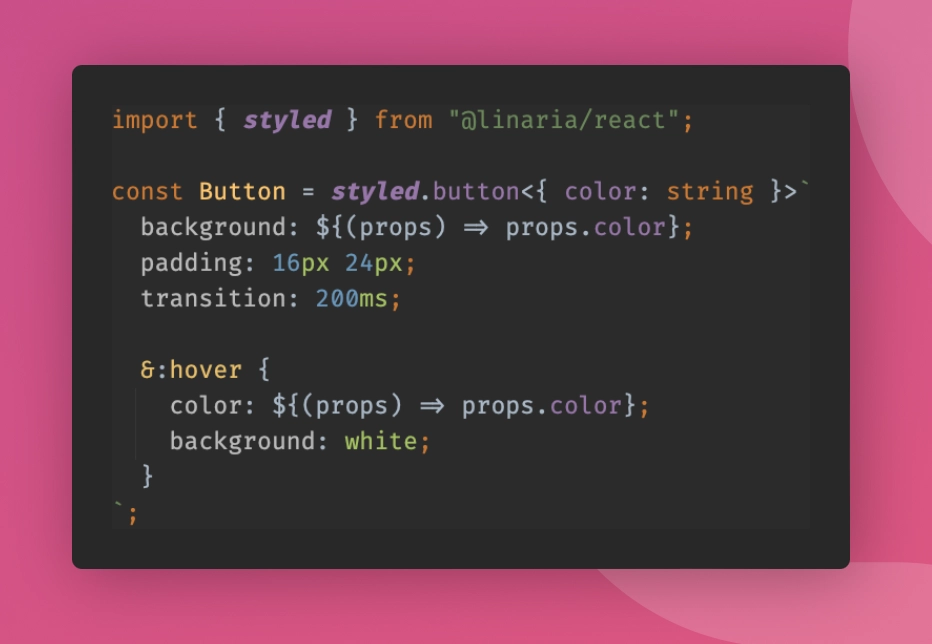 import { styled } from "@linaria/react";
const Button = styled.button<{ color: string }>`
  background: ${(props) => props.color};
  padding: 16px 24px;
  transition: 200ms;
  &:hover {
    color: ${(props) => props.color};
    background: white;
  }
`;